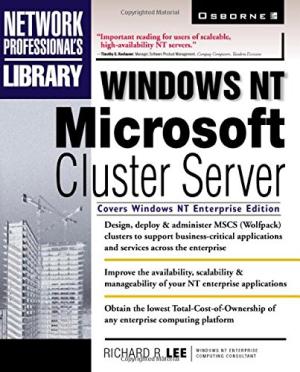 NETWORK
PROFESSIONAL'S
LIBRARY
OSBORNE
"Important reading for users of scaleable,
high-availability NT servers."
WINDOWS NT
Microsoft
Cluster Server
Covers Windows NT Enterprise Edition
Design, deploy & administer MSCS (Wolfpack)
clusters to support business-critical applications
and services across the enterprise
Improve the availability, scalability &
manageability of your NT enterprise applications
Obtain the lowest Total-Cost-of-Ownership of
any enterprise computing platform
RICHARD R. LEE
WINDOWS NT ENTERPRISE
COMPUTING CONSULTANT